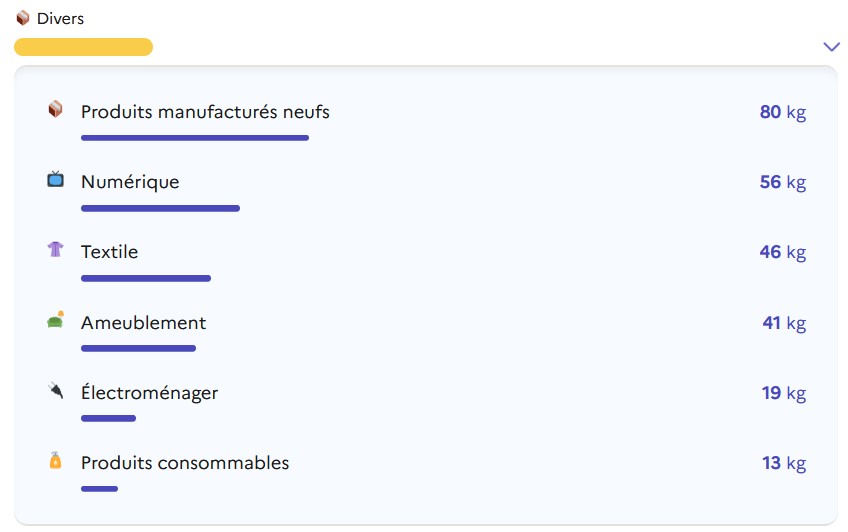 Divers
Produits manufacturés neufs 80 kg
Numérique 56 kg
Textile 46 kg
Ameublement 41 kg
Électroménager 19 kg
Produits consommables 13 kg